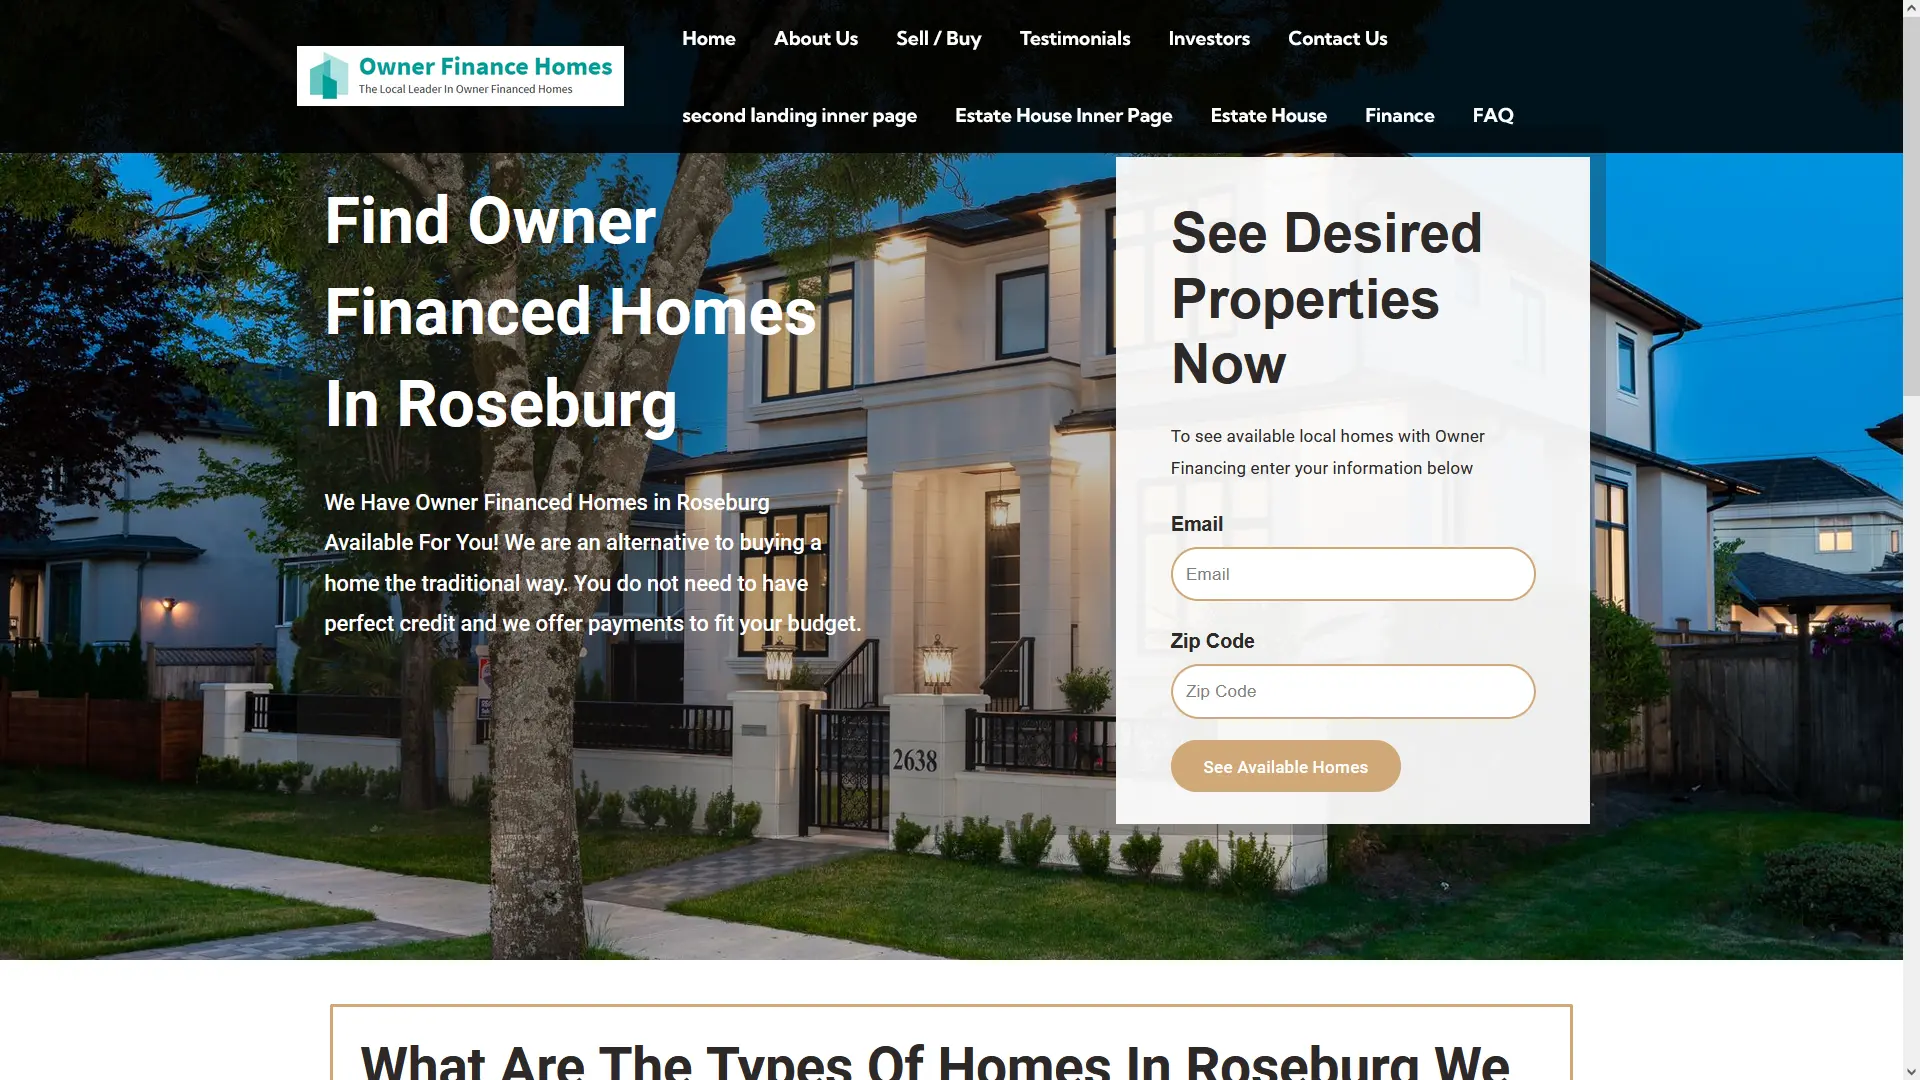 Owner Finance Homes
The Local Leader In Owner Financed Homes
Home
About Us
Sell / Buy
Testimonials
Investors
Contact Us
second landing inner page
Estate House Inner Page
Estate House
Finance
FAQ
Find Owner
Financed Homes
In Roseburg
We Have Owner Financed Homes in Roseburg
Available For You! We are an alternative to buying a
home the traditional way. You do not need to have
perfect credit and we offer payments to fit your budget.
2638
See Desired
Properties
Now
To see available local homes with Owner
Financing enter your information below
Email
Email
Zip Code
Zip Code
See Available Homes
What Are The Types Of Homes In Roseburg We